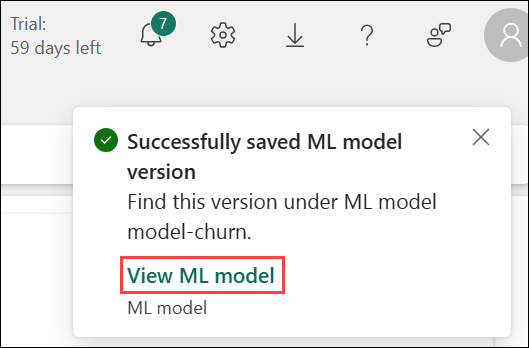 Trial:
59 days left
7
Successfully saved ML model
version
Find this version under ML model
model-churn.
View ML model
ML model